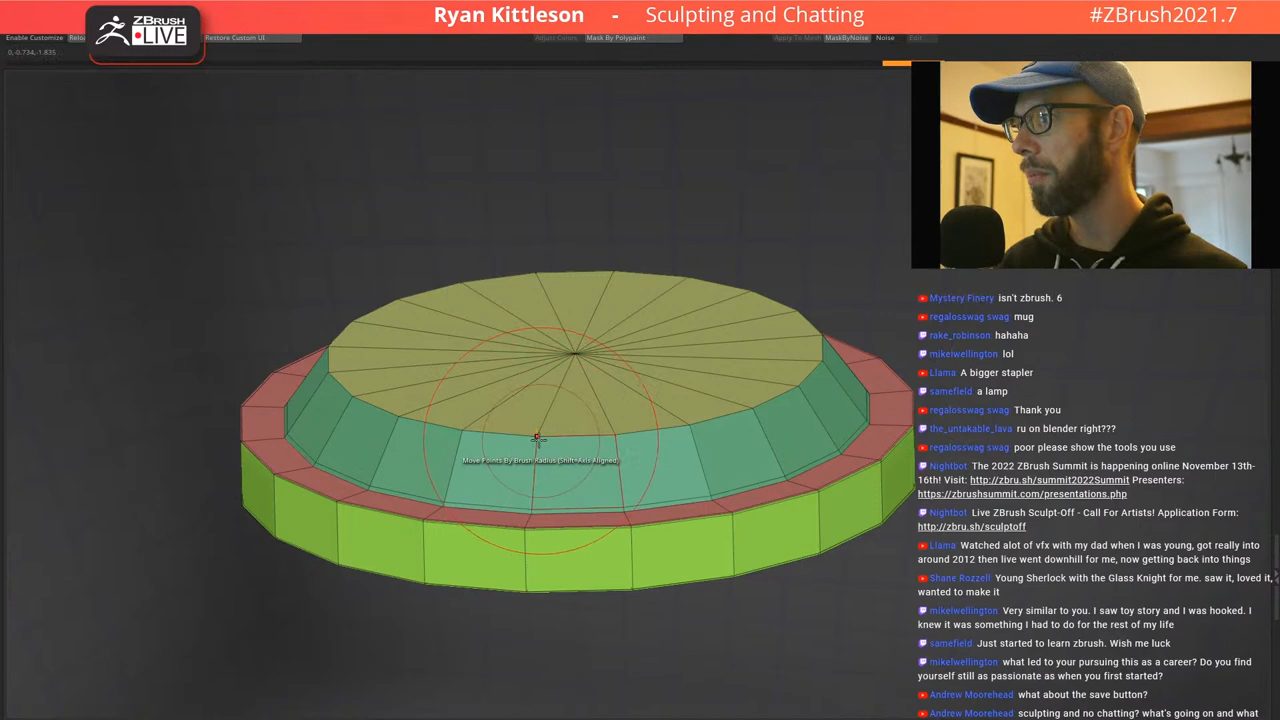 Ryan Kittleson - Sculpting and Chatting
#ZBrush2021.7
ZBRUSH
LIVE
Enable Customize
Restore Custom UI
Adjust Colors
Mask By Polypaint
Apply To Mesh
MaskByNoise
Noise
Edit
0,-0.734,-1.835
Move Points By Brush Radius (Shift=Axis Aligned)
Mystery Finery isn't zbrush. 6
regalosswag swag mug
rake_robinson hahaha
mikeiwellington lol
Llama A bigger stapler
samefield a lamp
regalosswag swag Thank you
the_untakable_lava ru on blender right???
regalosswag swag poor please show the tools you use
Nightbot The 2022 ZBrush Summit is happening online November 13th-
16th! Visit: http://zbru.sh/summit2022Summit Presenters:
https://zbrushsummit.com/presentations.php
Nightbot Live ZBrush Sculpt-Off - Call For Artists! Application Form:
http://zbru.sh/sculptoff
Llama Watched alot of vfx with my dad when I was young, got really into
around 2012 then live went downhill for me, now getting back into things
Shane Rozzell Young Sherlock with the Glass Knight for me. saw it, loved it,
wanted to make it
mikeiwellington Very similar to you. I saw toy story and I was hooked. I
knew it was something I had to do for the rest of my life
samefield Just started to learn zbrush. Wish me luck
mikeiwellington what led to your pursuing this as a career? Do you find
yourself still as passionate as when you first started?
Andrew Moorehead what about the save button?
Andrew Moorehead sculpting and no chatting? what's going on and what